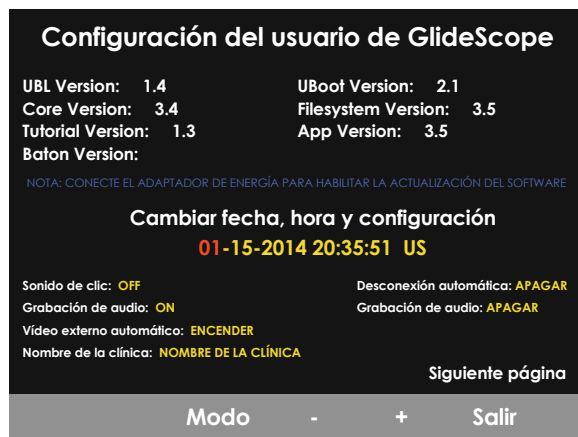 Configuración del usuario de GlideScope
UBL Version: 1.4 UBoot Version: 2.1
Core Version: 3.4 Filesystem Version: 3.5
Tutorial Version: 1.3 App Version: 3.5
Baton Version:
NOTA: CONECTE EL ADAPTADOR DE ENERGÍA PARA HABILITAR LA ACTUALIZACIÓN DEL SOFTWARE
Cambiar fecha, hora y configuración
01-15-2014 20:35:51 US
Sonido de clic: OFF Desconexión automática: APAGAR
Grabación de audio: ON Grabación de audio: APAGAR
Vídeo externo automático: ENCENDER
Nombre de la clínica: NOMBRE DE LA CLÍNICA
Siguiente página
Modo - + Salir